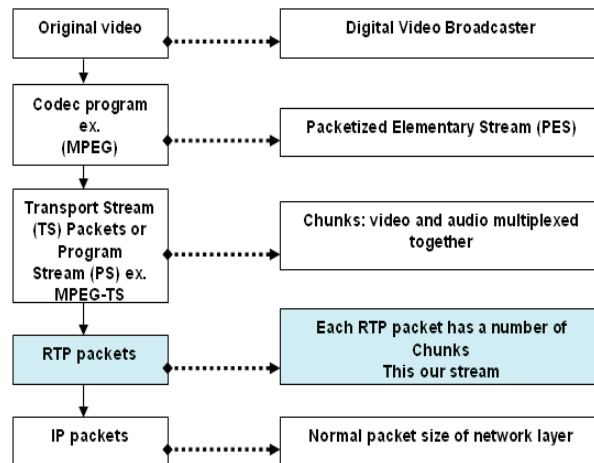 Original video
Digital Video Broadcaster
Codec program
ex.
(MPEG)
Packetized Elementary Stream (PES)
Transport Stream
(TS) Packets or
Program
Stream (PS) ex.
MPEG-TS
Chunks: video and audio multiplexed
together
RTP packets
Each RTP packet has a number of
Chunks
This our stream
IP packets
Normal packet size of network layer